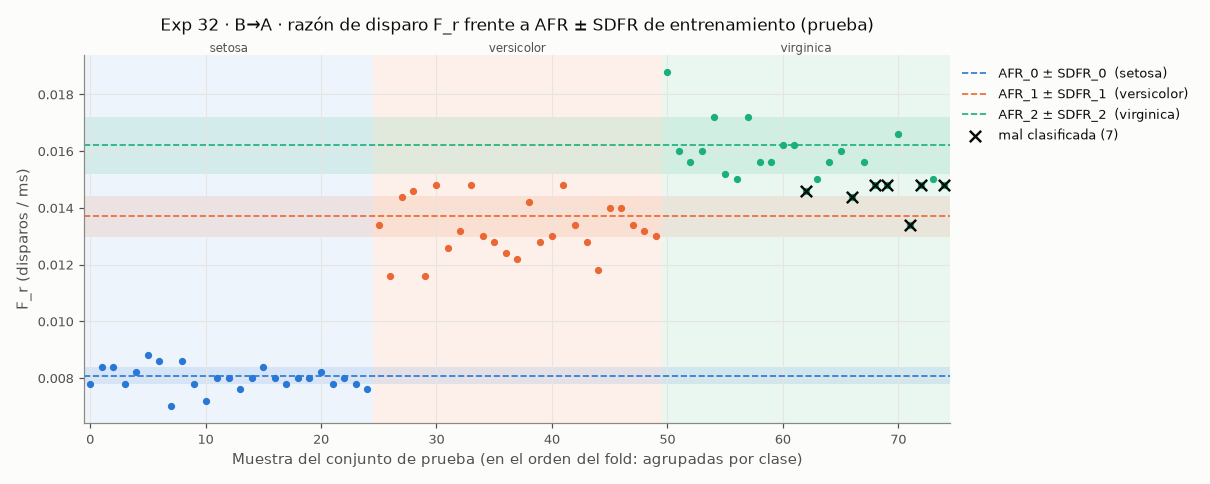 Exp 32 · B→A · razón de disparo F_r frente a AFR ± SDFR de entrenamiento (prueba)
setosa
versicolor
virginica
AFR_0 ± SDFR_0 (setosa)
AFR_1 ± SDFR_1 (versicolor)
AFR_2 ± SDFR_2 (virginica)
mal clasificada (7)
F_r (disparos / ms)
0.018
0.016
0.014
0.012
0.010
0.008
0
10
20
30
40
50
60
70
Muestra del conjunto de prueba (en el orden del fold: agrupadas por clase)